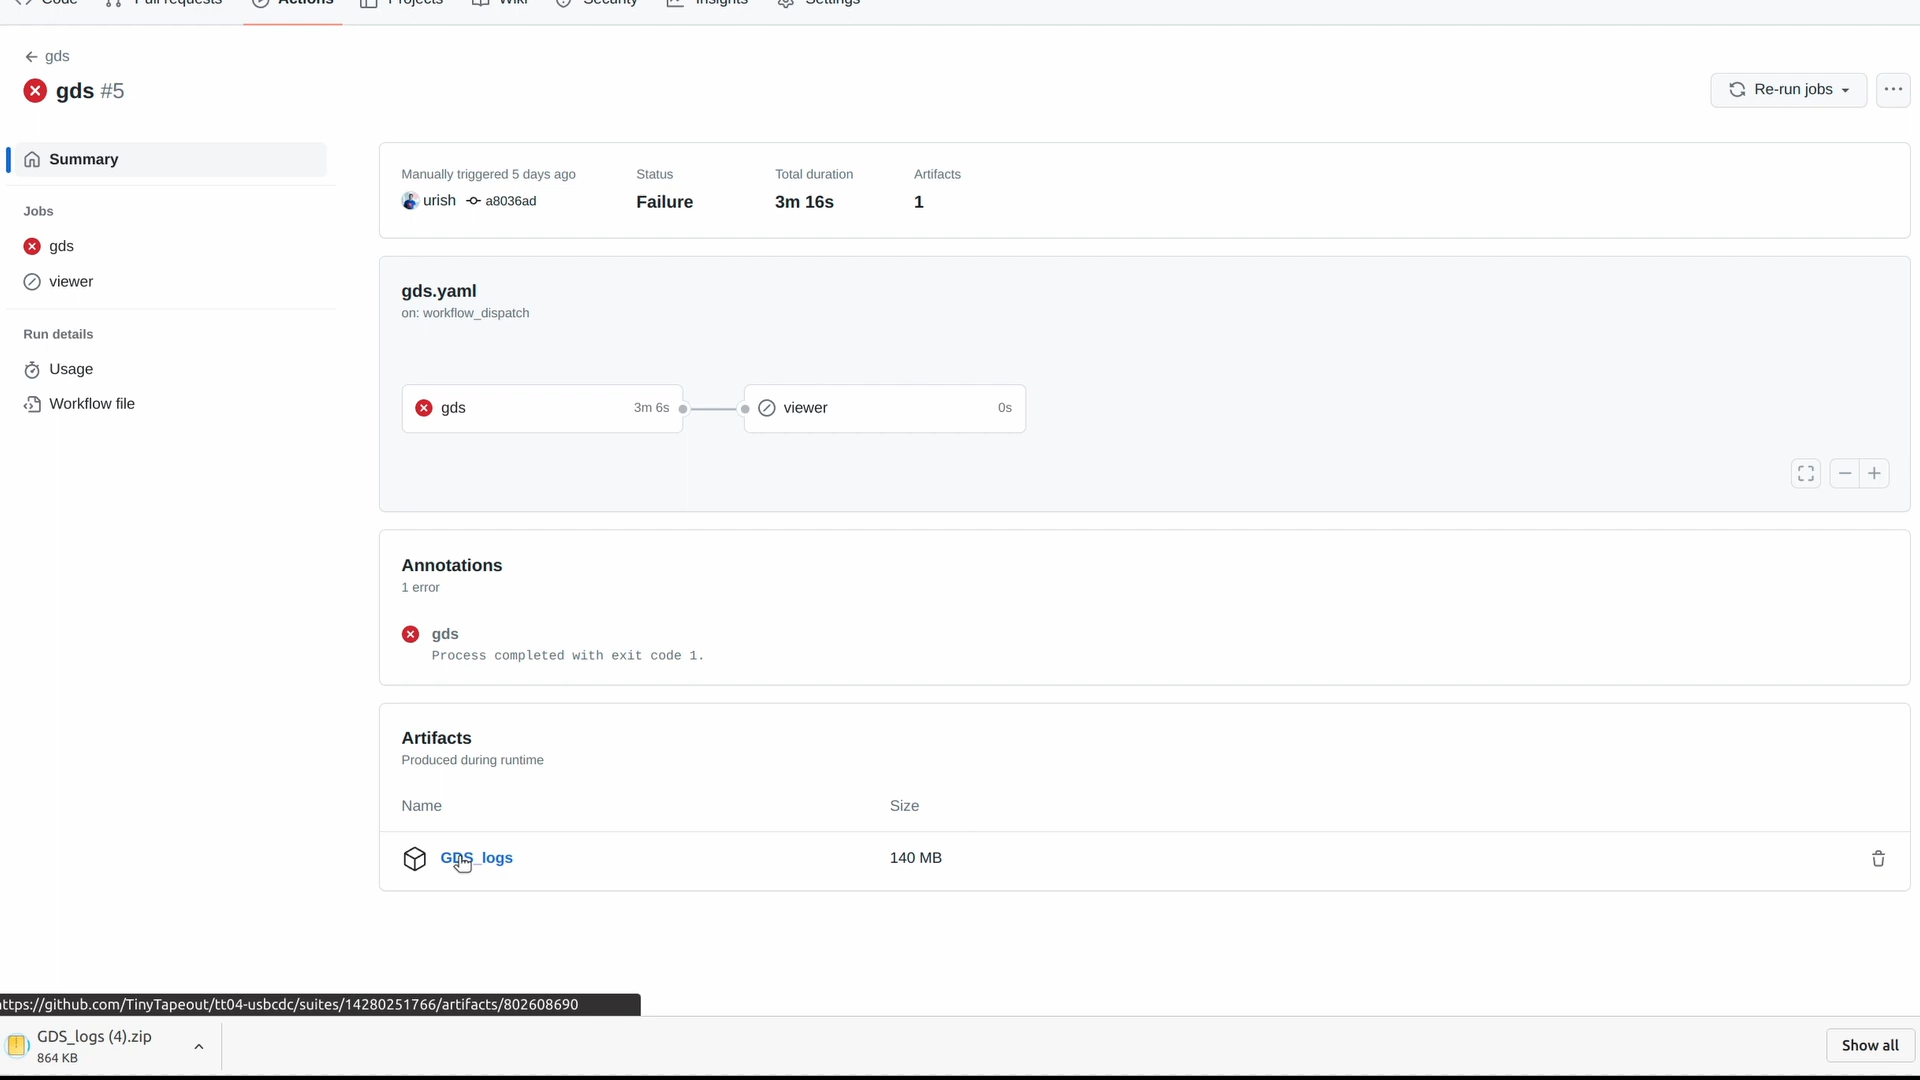 Code Pull requests Actions Projects Wiki Security Insights Settings
gds
gds #5
Re-run jobs
Summary
Manually triggered 5 days ago
Status
Total duration
Artifacts
urish a8036ad
Failure
3m 16s
1
Jobs
gds
viewer
Run details
Usage
Workflow file
gds.yaml
on: workflow_dispatch
gds 3m 6s
viewer 0s
Annotations
1 error
gds
Process completed with exit code 1.
Artifacts
Produced during runtime
Name Size
GDS_logs 140 MB
ttps://github.com/TinyTapeout/tt04-usbcdc/suites/14280251766/artifacts/802608690
GDS_logs (4).zip
864 KB
Show all